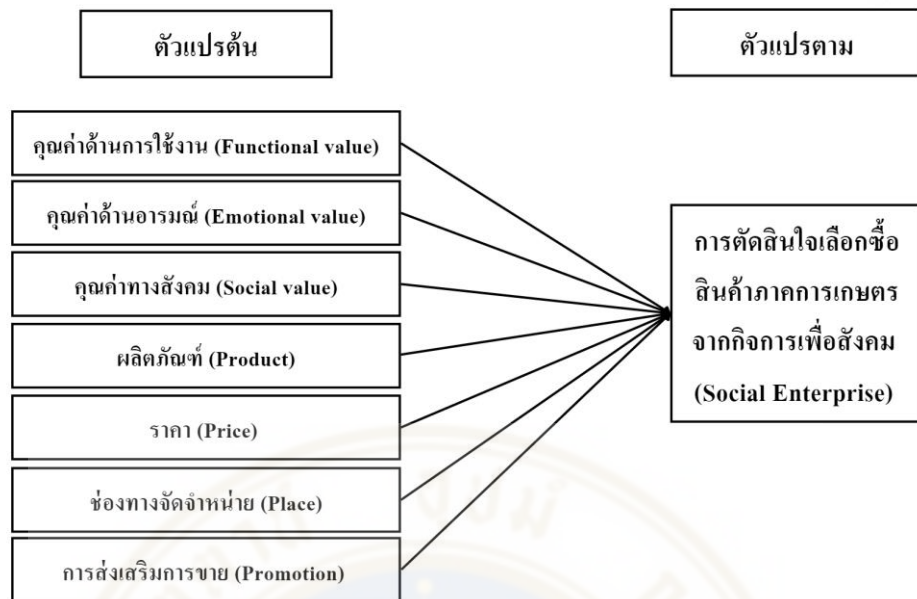 ตัวแปรต้น
ตัวแปรตาม
คุณค่าด้านการใช้งาน (Functional value)
คุณค่าด้านอารมณ์ (Emotional value)
คุณค่าทางสังคม (Social value)
ผลิตภัณฑ์ (Product)
ราคา (Price)
ช่องทางจัดจำหน่าย (Place)
การส่งเสริมการขาย (Promotion)
การตัดสินใจเลือกซื้อ
สินค้าภาคการเกษตร
จากกิจการเพื่อสังคม
(Social Enterprise)